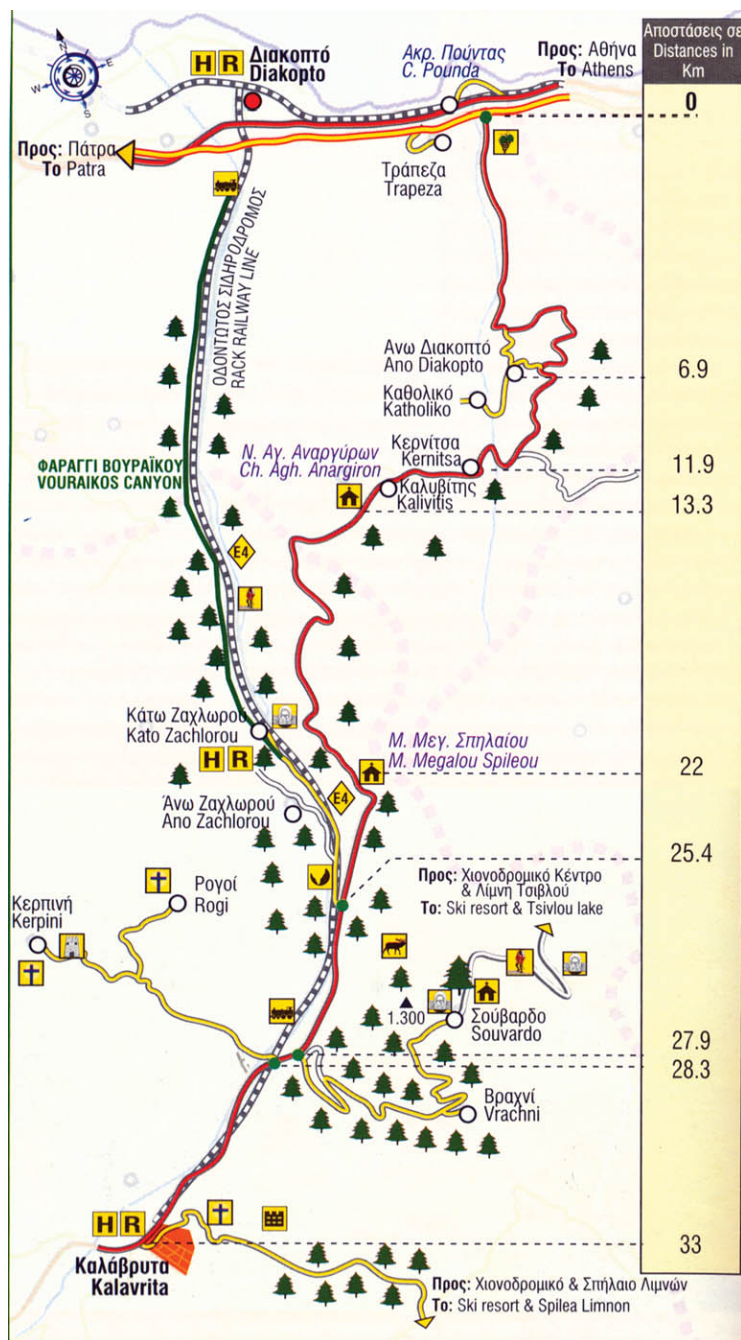 Αποστάσεις σε
Distances in
Km
N
E
S
W
H R
Διακοπτό
Diakopto
Ακρ. Πούντας
C. Pounda
Προς: Αθήνα
To Athens
0
Προς: Πάτρα
To Patra
Τράπεζα
Trapeza
ΟΔΟΝΤΩΤΟΣ ΣΙΔΗΡΟΔΡΟΜΟΣ
RACK RAILWAY LINE
Ανω Διακοπτό
Ano Diakopto
6.9
Καθολικό
Katholiko
Κερνίτσα
Kernitsa
11.9
ΦΑΡΑΓΓΙ ΒΟΥΡΑΪΚΟΥ
VOURAIKOS CANYON
Ν. Αγ. Αναργύρων
Ch. Agh. Anargiron
Καλυβίτης
Kalivitis
13.3
E4
Κάτω Ζαχλωρού
Kato Zachlorou
H R
Μ. Μεγ. Σπηλαίου
M. Megalou Spileou
22
Άνω Ζαχλωρού
Ano Zachlorou
E4
25.4
Προς: Χιονοδρομικό Κέντρο
& Λίμνη Τσιβλού
To: Ski resort & Tsivlou lake
Ρογοί
Rogi
Κερπινή
Kerpini
1.300
Σούβαρδο
Souvardo
27.9
28.3
Βραχνί
Vrachni
H R
Καλάβρυτα
Kalavrita
33
Προς: Χιονοδρομικό & Σπήλαιο Λιμνών
To: Ski resort & Spilea Limnon